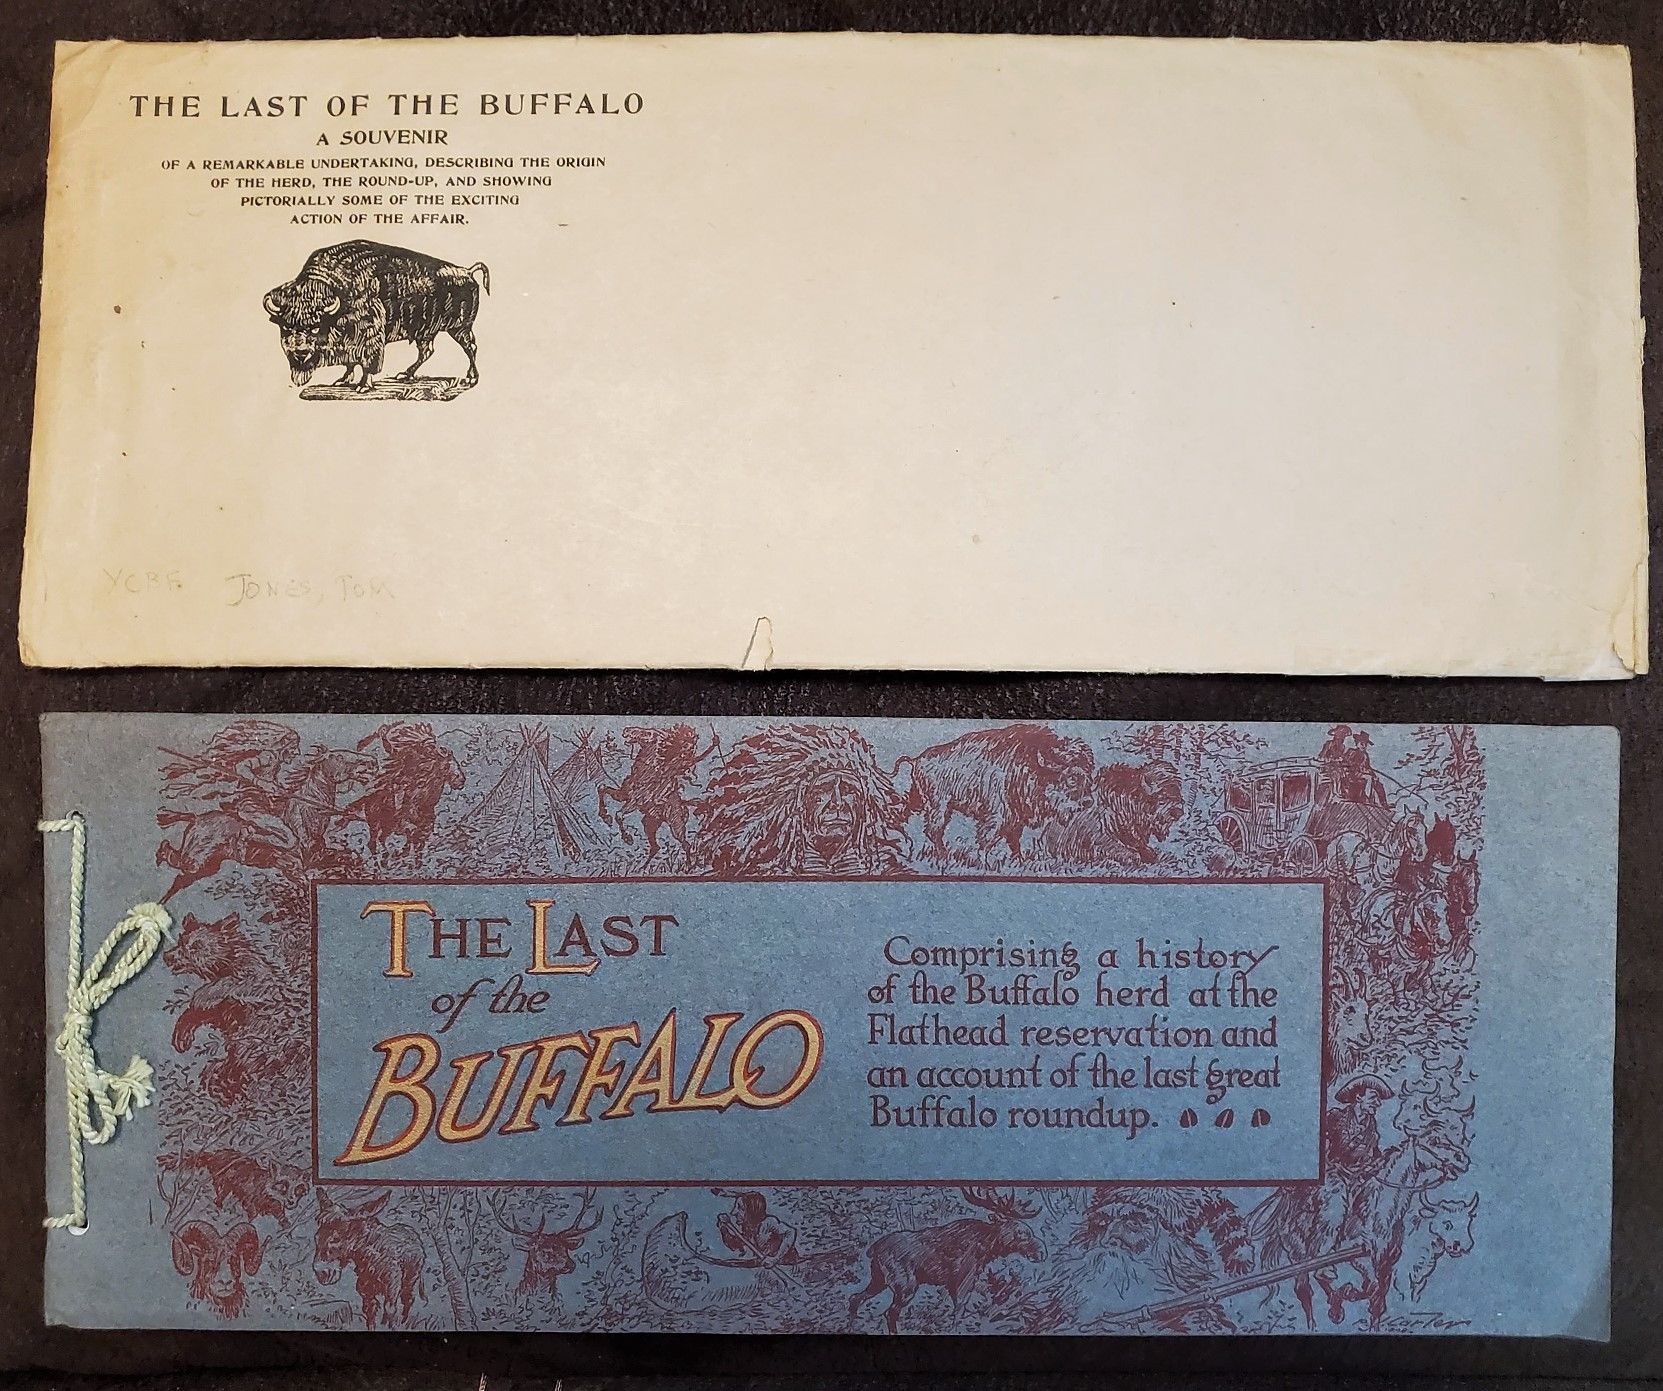 THE LAST OF THE BUFFALO
A SOUVENIR
OF A REMARKABLE UNDERTAKING, DESCRIBING THE ORIGIN
OF THE HERD, THE ROUND-UP, AND SHOWING
PICTORIALLY SOME OF THE EXCITING
ACTION OF THE AFFAIR.
JONES, TOM
THE LAST
of the
BUFFALO
Comprising a history
of the Buffalo herd at the
Flathead reservation and
an account of the last great
Buffalo roundup.